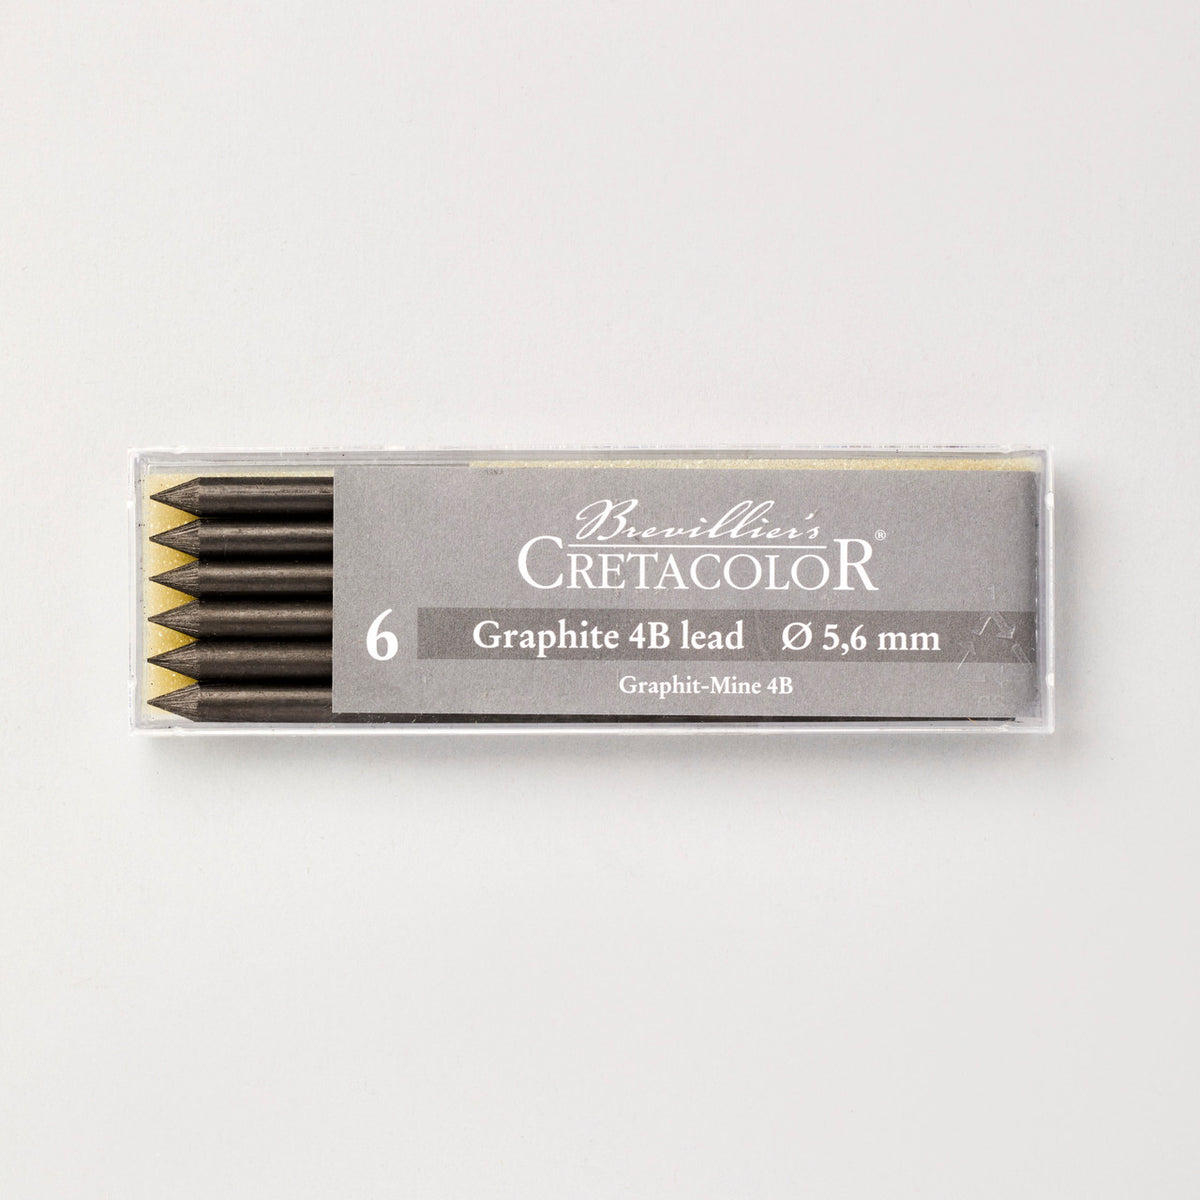 Brevillier's
CRETACOLOR®
6 Graphite 4B lead Ø 5,6 mm
Graphit-Mine 4B